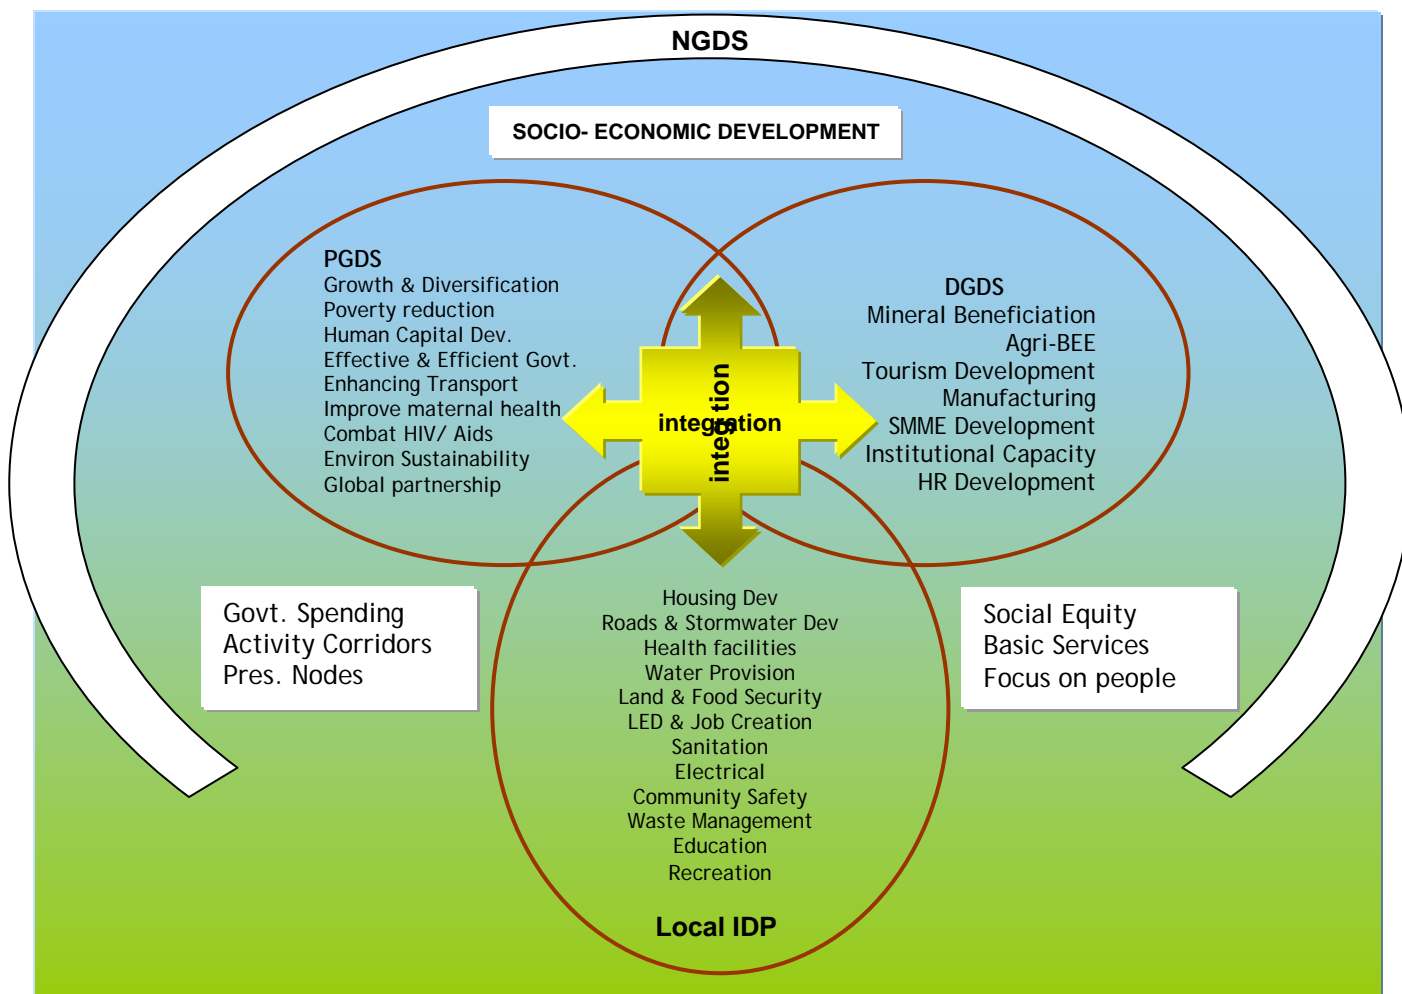 NGDS
SOCIO- ECONOMIC DEVELOPMENT
PGDS
Growth & Diversification
Poverty reduction
Human Capital Dev.
Effective & Efficient Govt.
Enhancing Transport
Improve maternal health
Combat HIV/ Aids
Environ Sustainability
Global partnership
integration
integration
DGDS
Mineral Beneficiation
Agri-BEE
Tourism Development
Manufacturing
SMME Development
Institutional Capacity
HR Development
Govt. Spending
Activity Corridors
Pres. Nodes
Housing Dev
Roads & Stormwater Dev
Health facilities
Water Provision
Land & Food Security
LED & Job Creation
Sanitation
Electrical
Community Safety
Waste Management
Education
Recreation
Local IDP
Social Equity
Basic Services
Focus on people